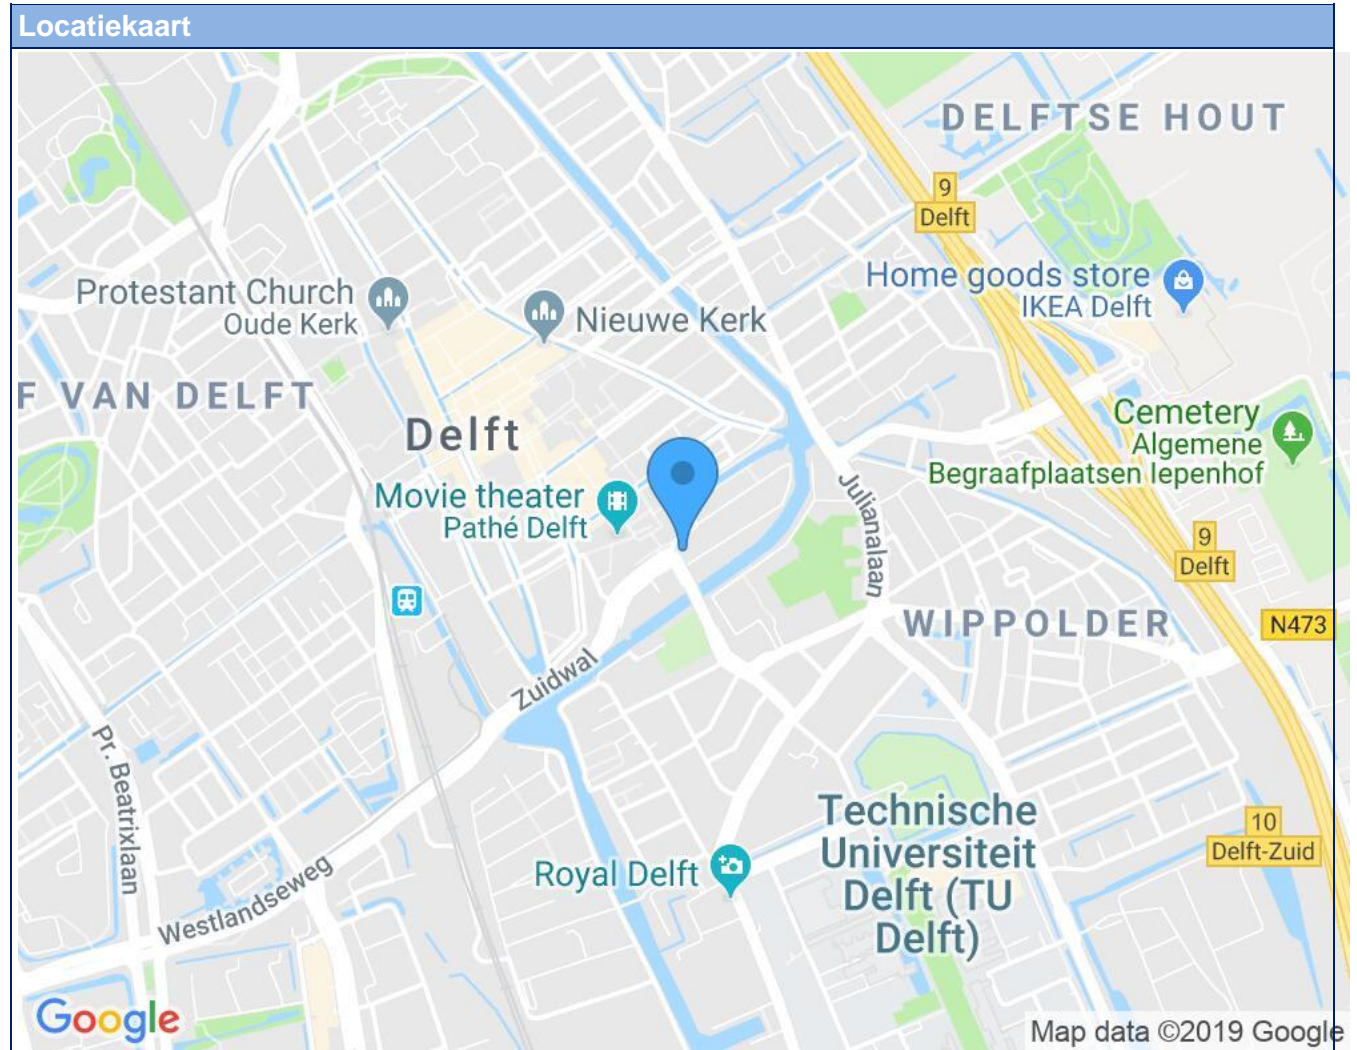 Locatiekaart
DELFTSE HOUT
9
Delft
Home goods store
IKEA Delft
Protestant Church
Oude Kerk
Nieuwe Kerk
F VAN DELFT
Delft
Cemetery
Algemene
Begraafplaatsen Iepenhof
Movie theater
Pathé Delft
Julianalaan
9
Delft
WIPPOLDER
N473
Zuidwal
Pr. Beatrixlaan
Technische
Universiteit
Delft (TU
Delft)
10
Delft-Zuid
Royal Delft
Westlandseweg
Google
Map data ©2019 Google